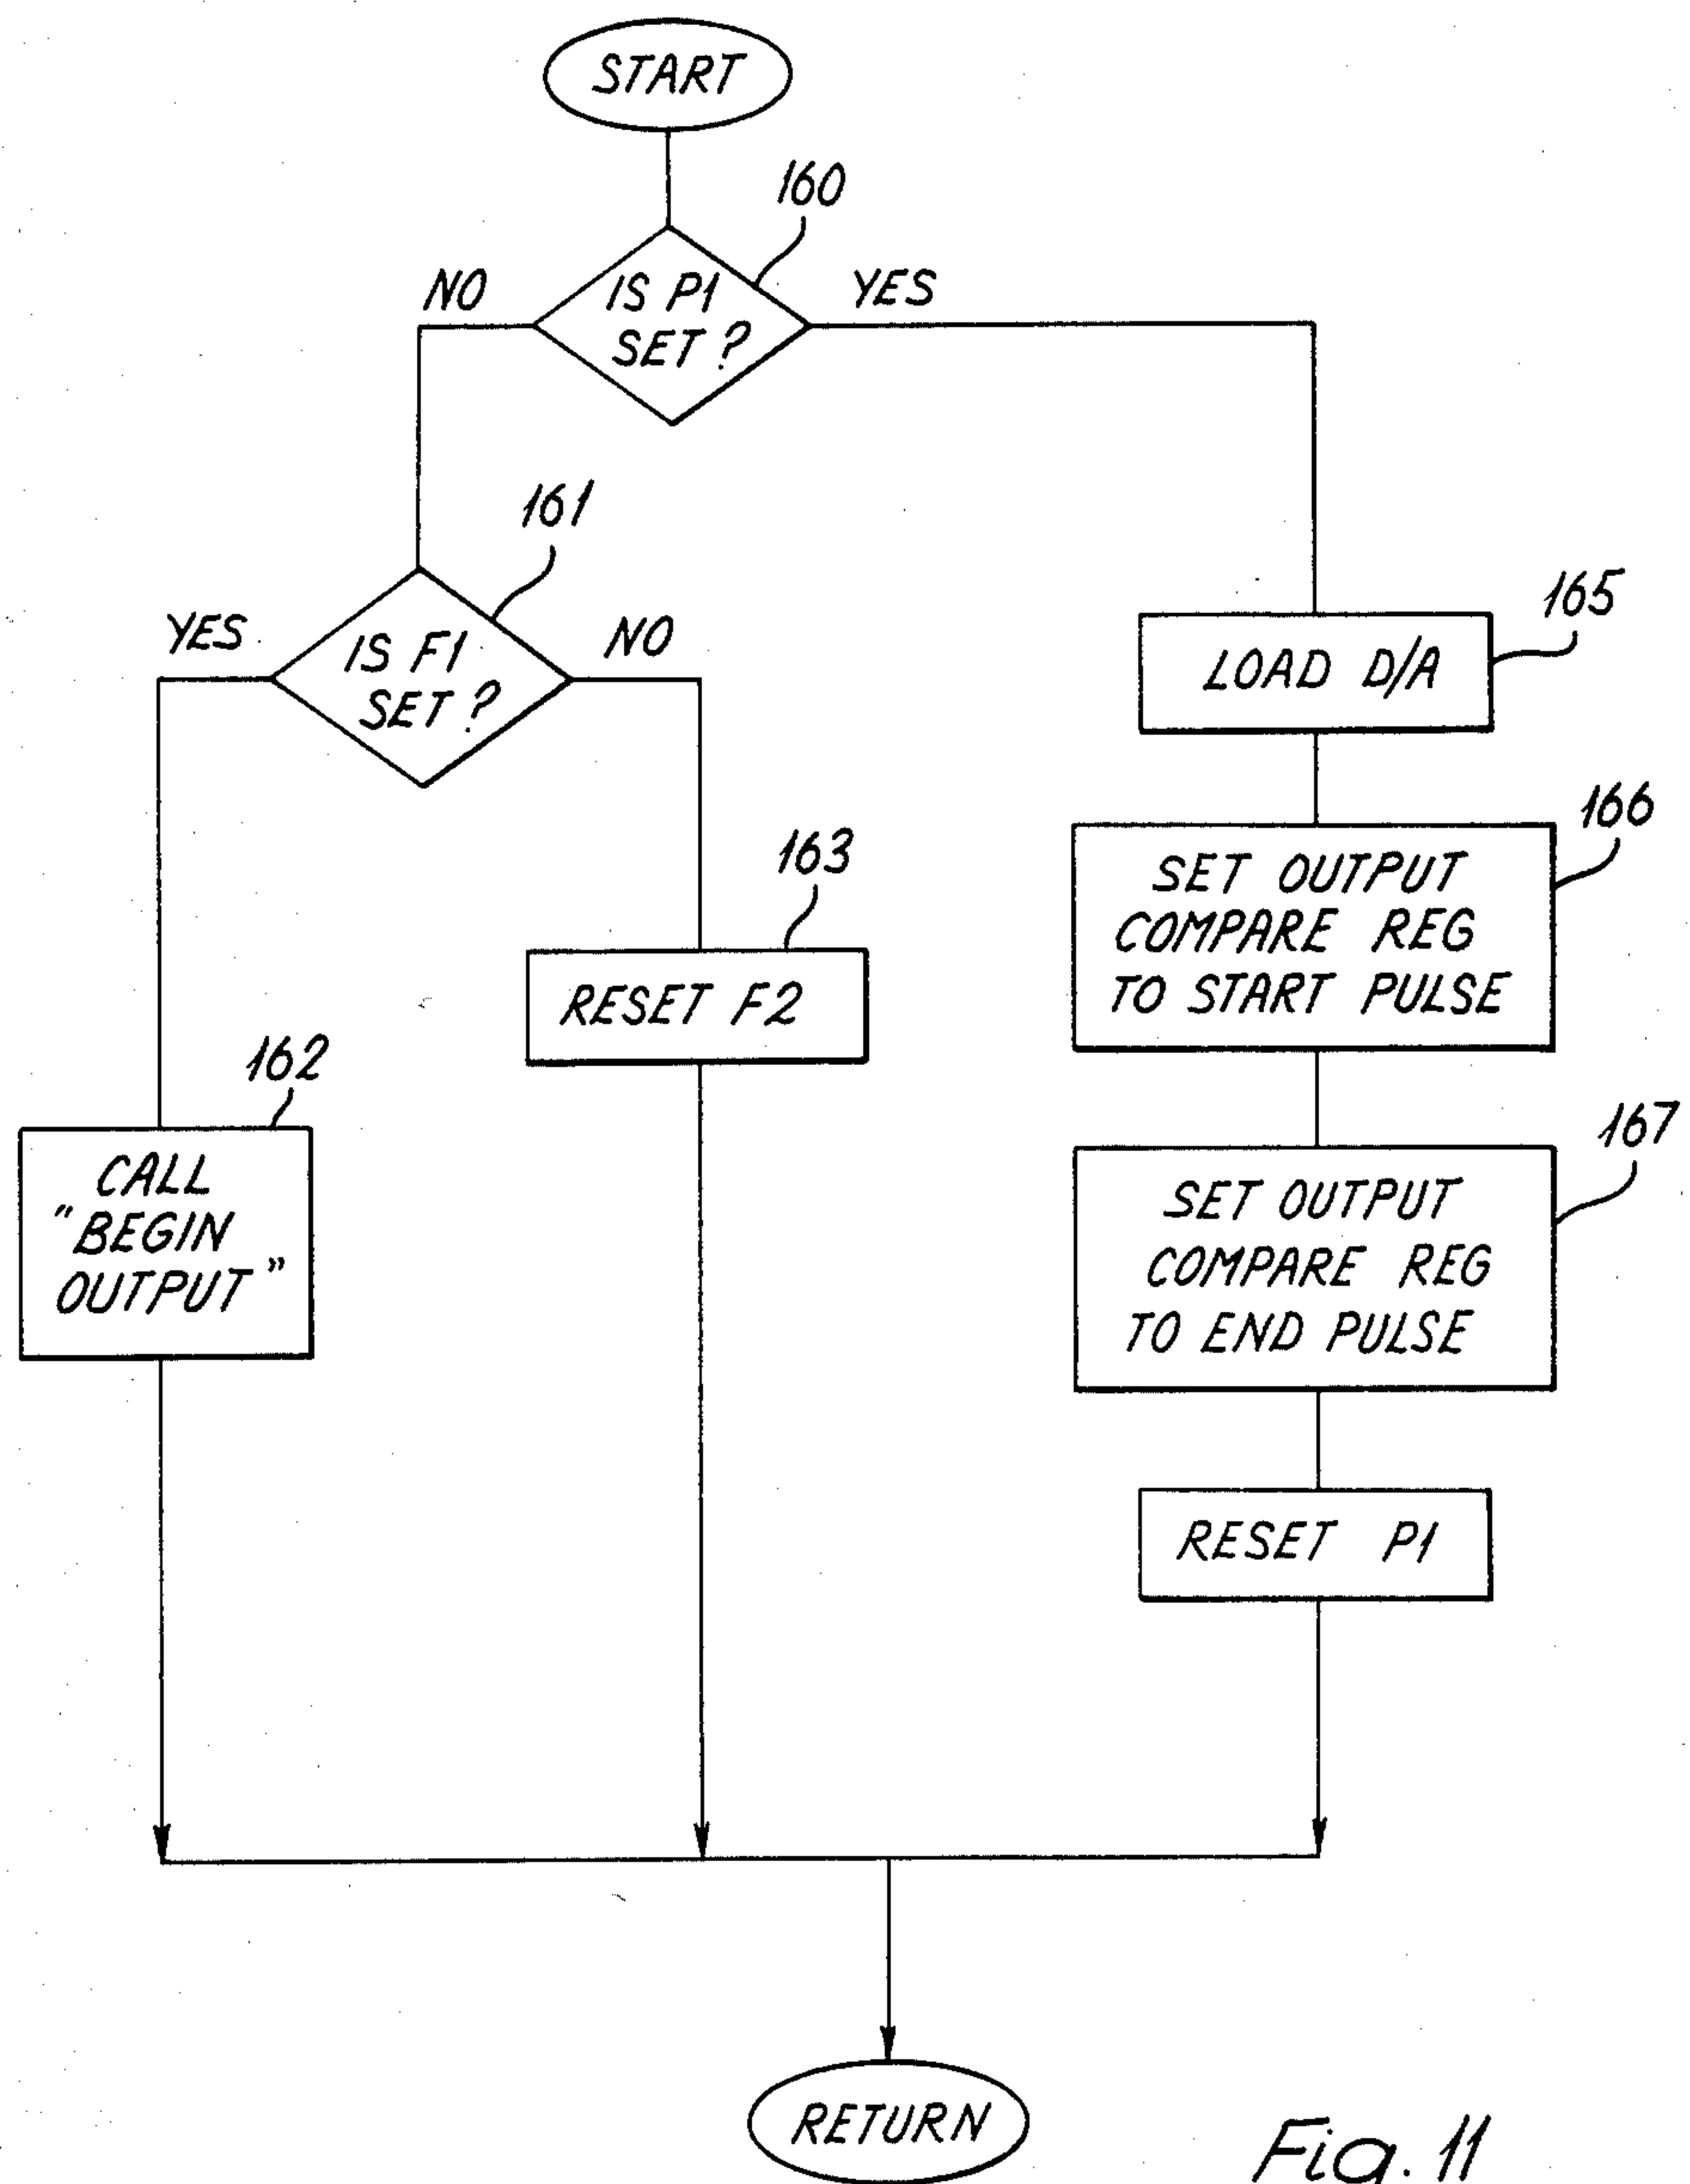 START
160
NO
IS P1
SET ?
YES
161
YES
IS F1
SET ?
NO
165
LOAD D/A
166
SET OUTPUT
COMPARE REG
TO START PULSE
163
RESET F2
162
CALL
"BEGIN
OUTPUT"
167
SET OUTPUT
COMPARE REG
TO END PULSE
RESET P1
RETURN
Fig. 11